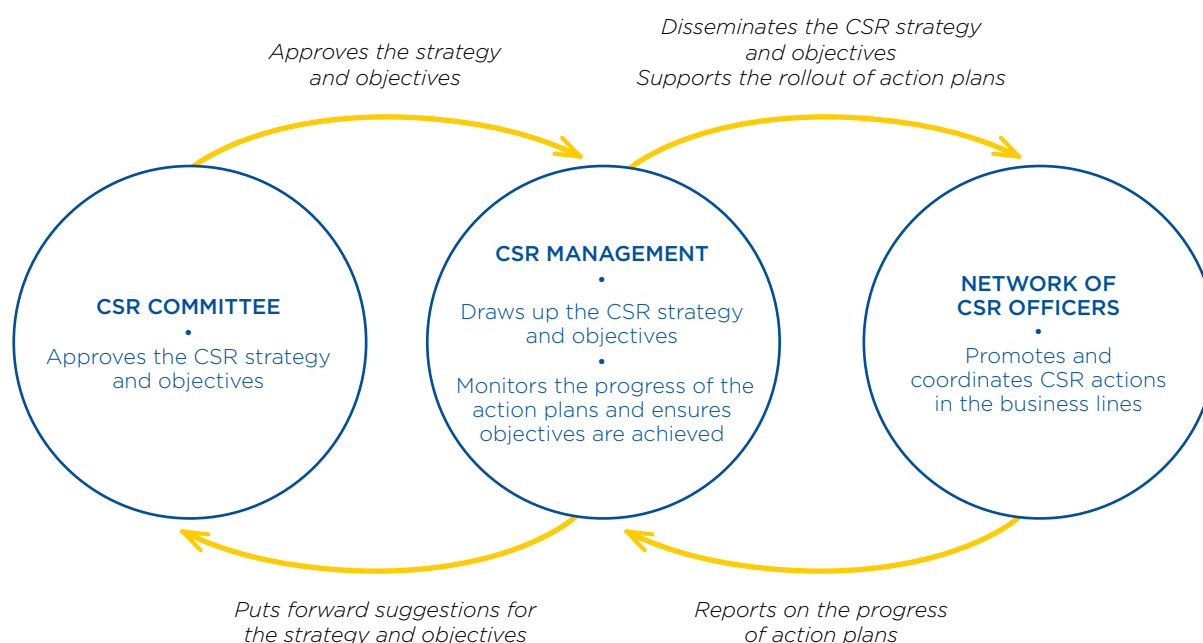 Approves the strategy
and objectives
Disseminates the CSR strategy
and objectives
Supports the rollout of action plans
CSR COMMITTEE
•
Approves the CSR strategy
and objectives
CSR MANAGEMENT
•
Draws up the CSR strategy
and objectives
•
Monitors the progress of the
action plans and ensures
objectives are achieved
NETWORK OF
CSR OFFICERS
•
Promotes and
coordinates CSR actions
in the business lines
Puts forward suggestions for
the strategy and objectives
Reports on the progress
of action plans